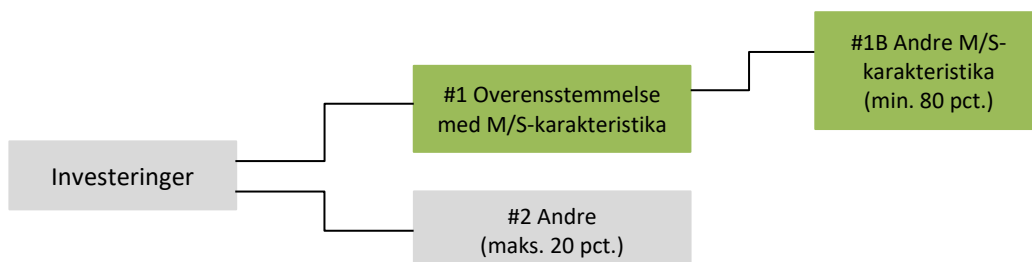 #1B Andre M/S-
karakteristika
(min. 80 pct.)
#1 Overensstemmelse
med M/S-karakteristika
Investeringer
#2 Andre
(maks. 20 pct.)